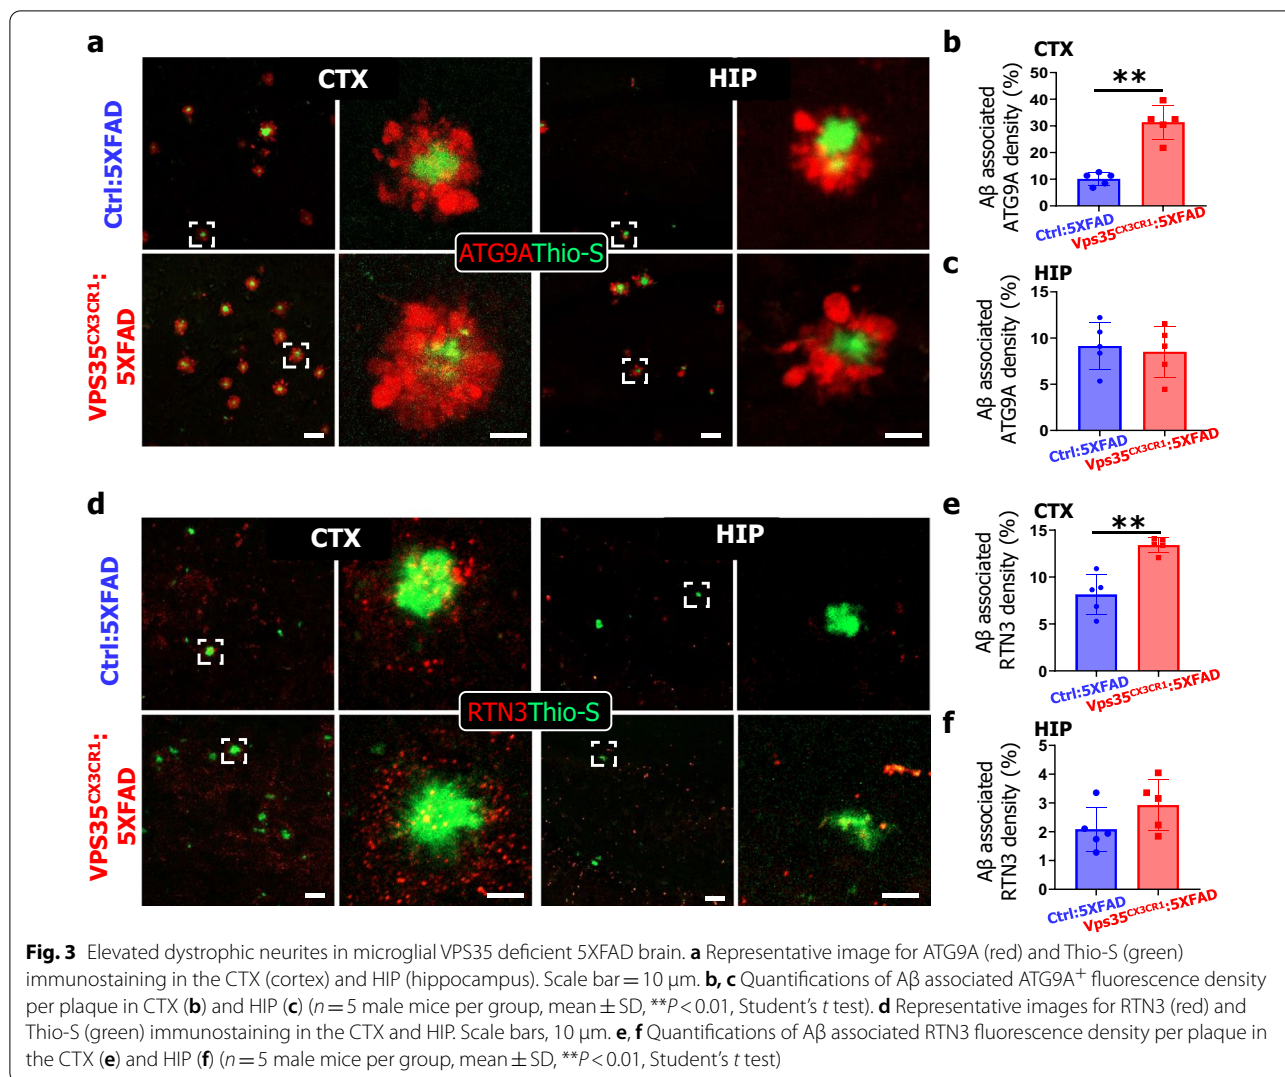 a
CTX
HIP
Ctrl:5XFAD
ATG9A Thio-S
VPS35CX3CR1:
5XFAD
b
CTX
Aβ associated
ATG9A density (%)
50
40
30
20
10
0
**
Ctrl:5XFAD
Vps35CX3CR1:5XFAD
c
HIP
Aβ associated
ATG9A density (%)
15
10
5
0
Ctrl:5XFAD
Vps35CX3CR1:5XFAD
d
CTX
HIP
Ctrl:5XFAD
RTN3 Thio-S
VPS35CX3CR1:
5XFAD
e
CTX
Aβ associated
RTN3 density (%)
15
10
5
0
**
Ctrl:5XFAD
Vps35CX3CR1:5XFAD
f
HIP
Aβ associated
RTN3 density (%)
5
4
3
2
1
0
Ctrl:5XFAD
Vps35CX3CR1:5XFAD
Fig. 3 Elevated dystrophic neurites in microglial VPS35 deficient 5XFAD brain. a Representative image for ATG9A (red) and Thio-S (green)
immunostaining in the CTX (cortex) and HIP (hippocampus). Scale bar = 10 μm. b, c Quantifications of Aβ associated ATG9A+ fluorescence density
per plaque in CTX (b) and HIP (c) (n = 5 male mice per group, mean ± SD, **P < 0.01, Student's t test). d Representative images for RTN3 (red) and
Thio-S (green) immunostaining in the CTX and HIP. Scale bars, 10 μm. e, f Quantifications of Aβ associated RTN3 fluorescence density per plaque in
the CTX (e) and HIP (f) (n = 5 male mice per group, mean ± SD, **P < 0.01, Student's t test)